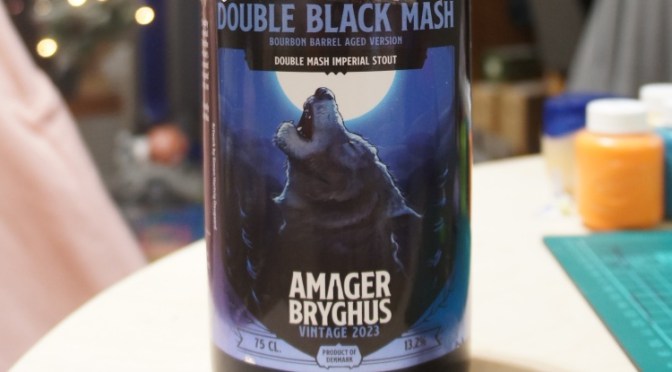 DOUBLE BLACK MASH
BOURBON BARREL AGED VERSION
DOUBLE MASH IMPERIAL STOUT
AMAGER
BRYGHUS
VINTAGE 2023
75 CL.
PRODUCT OF
DENMARK
13.2%